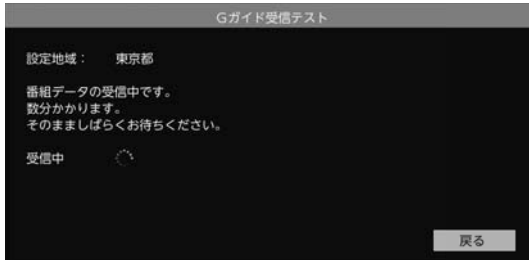 Gガイド受信テスト
設定地域： 東京都
番組データの受信中です。
数分かかります。
そのまましばらくお待ちください。
受信中
戻る